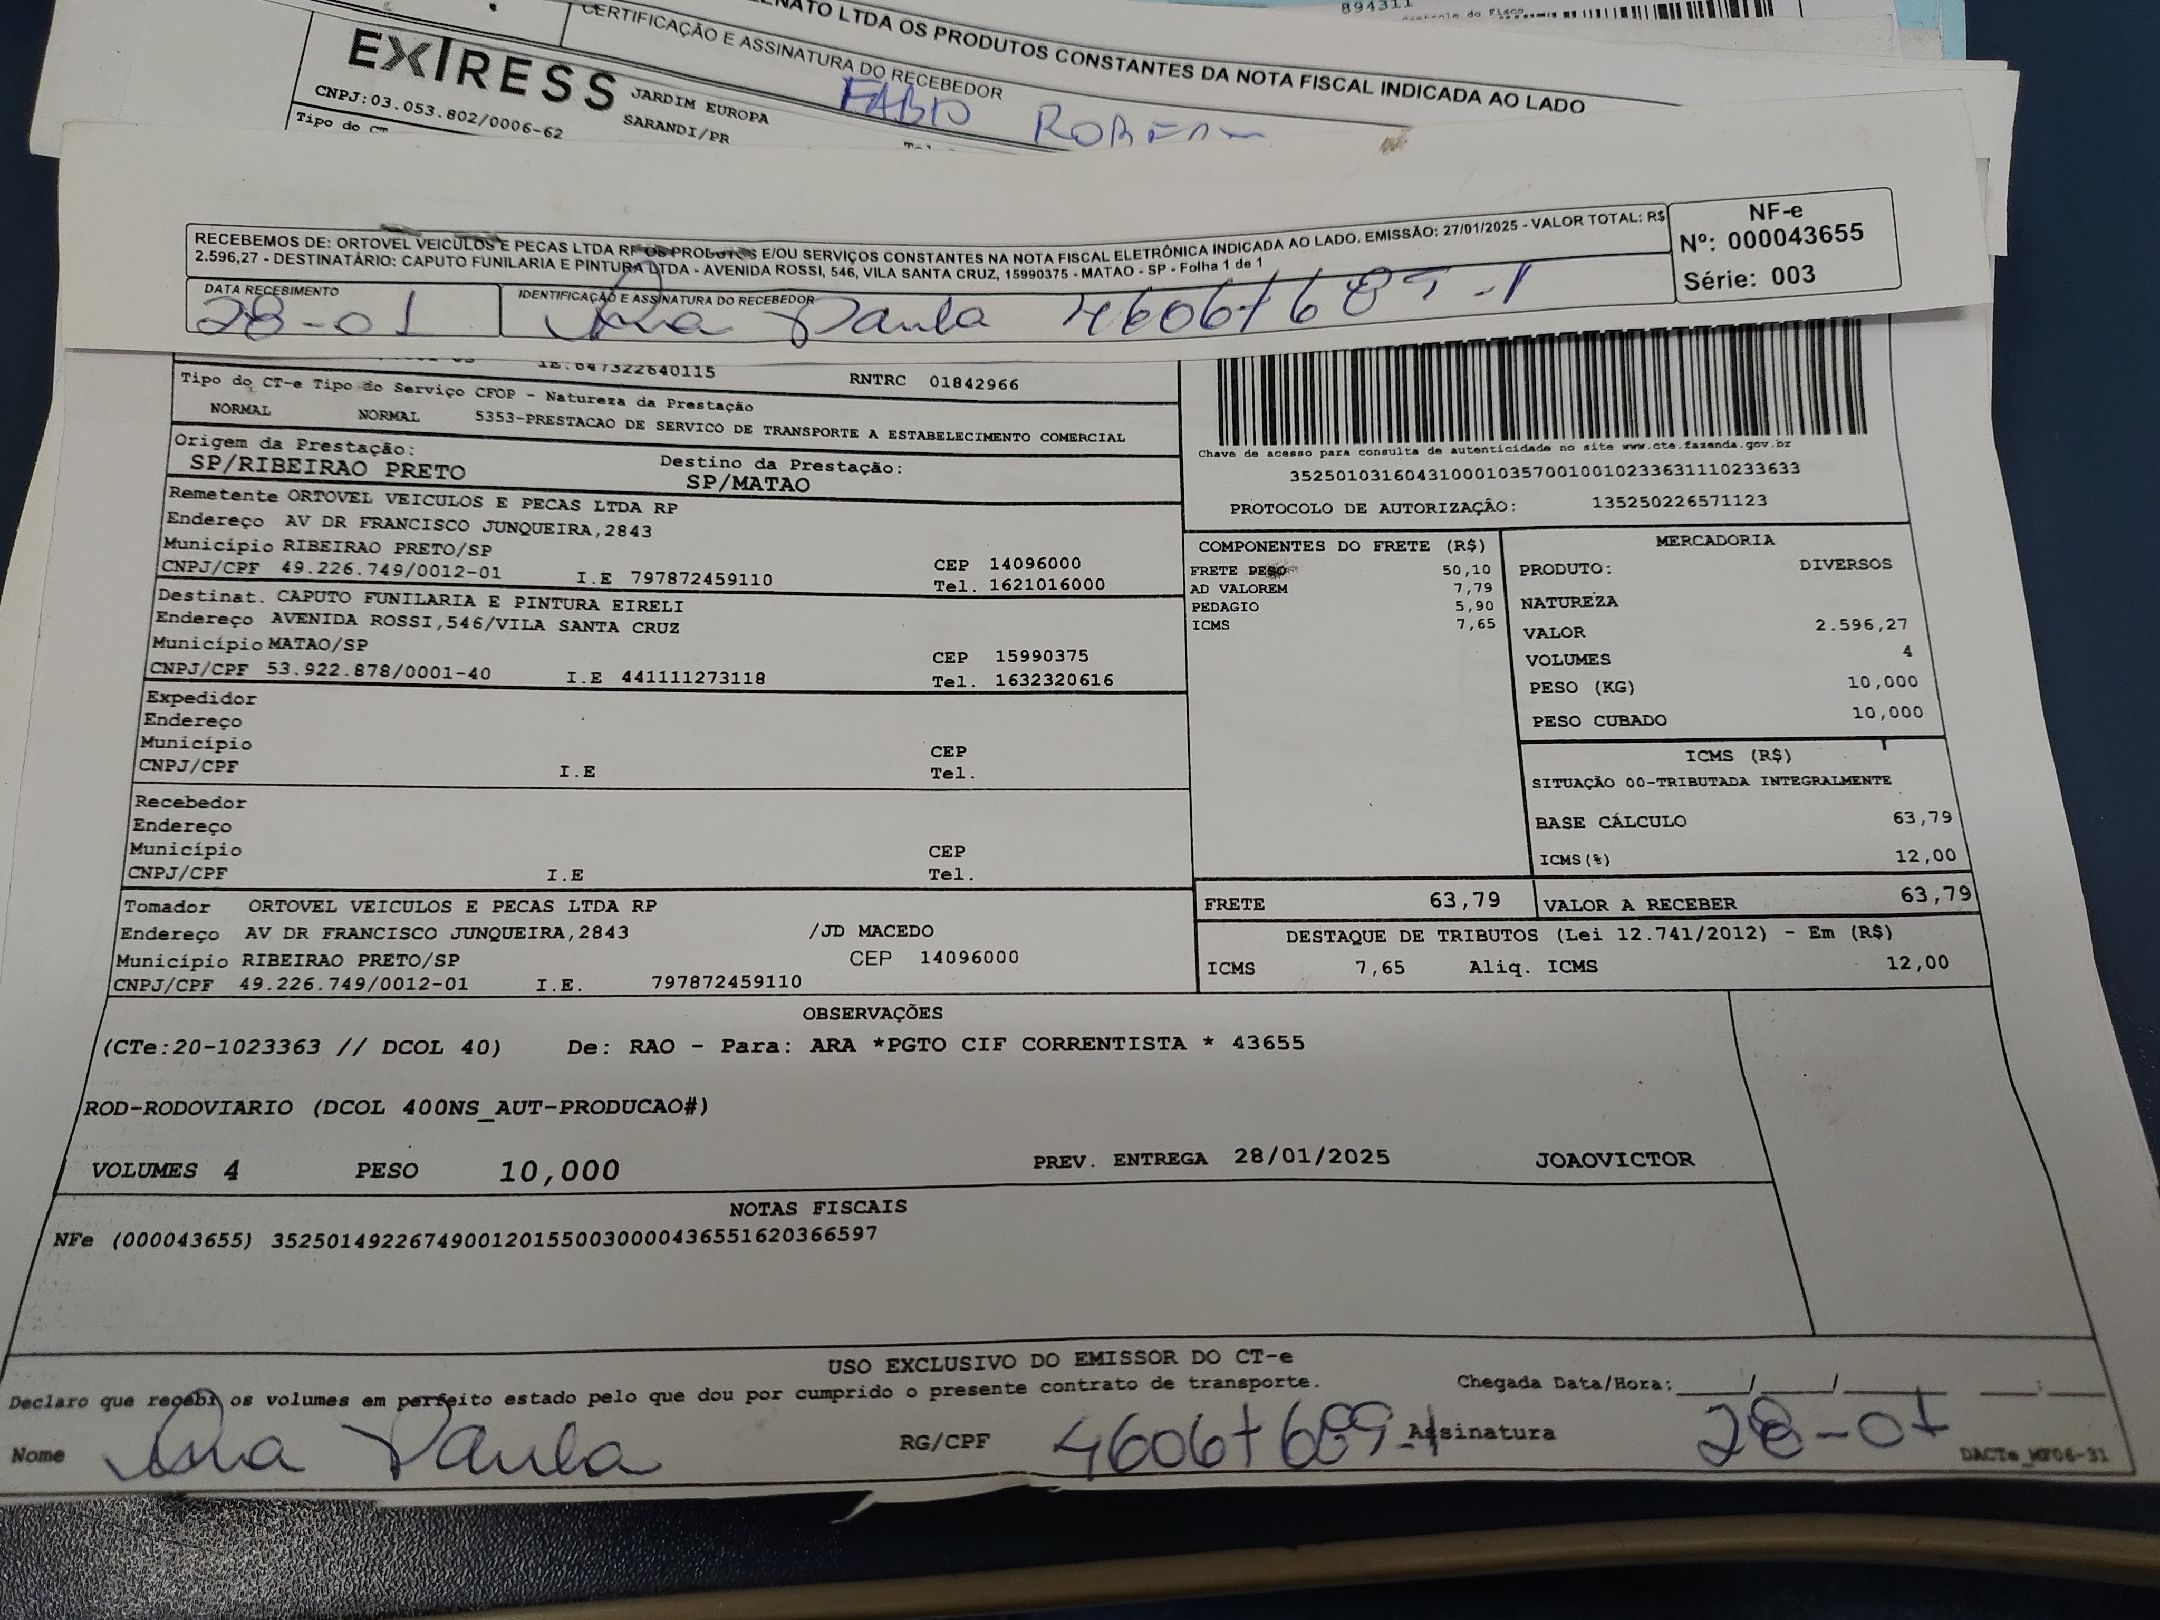 894311
LTDA OS PRODUTOS CONSTANTES DA NOTA FISCAL INDICADA AO LADO
CERTIFICAÇÃO E ASSINATURA DO RECEBEDOR
FABIO
EXIRESS
JARDIM EUROPA
CNPJ:03.053.802/0006-62
SARANDI/PR
Tipo do
RECEBEMOS DE: ORTOVEL VEICULOS E PECAS LTDA RP OS PRODUTOS E/OU SERVIÇOS CONSTANTES NA NOTA FISCAL ELETRÔNICA INDICADA AO LADO. EMISSÃO: 27/01/2025 - VALOR TOTAL: R$
2.596,27 - DESTINATÁRIO: CAPUTO FUNILARIA E PINTURA LTDA - AVENIDA ROSSI, 546, VILA SANTA CRUZ, 15990375 - MATAO - SP - Folha 1 de 1
NF-e
Nº: 000043655
Série: 003
DATA RECEBIMENTO
28-01
IDENTIFICAÇÃO E ASSINATURA DO RECEBEDOR
Ana Paula
RNTRC 01842966
Tipo do CT-e Tipo do Serviço CFOP - Natureza da Prestação
NORMAL NORMAL 5353-PRESTACAO DE SERVICO DE TRANSPORTE A ESTABELECIMENTO COMERCIAL
Origem da Prestação:
SP/RIBEIRAO PRETO
Destino da Prestação:
SP/MATAO
Chave de acesso para consulta de autenticidade no site www.cte.fazenda.gov.br
35250103160431000103570010010233631110233633
PROTOCOLO DE AUTORIZAÇÃO: 135250226571123
Remetente ORTOVEL VEICULOS E PECAS LTDA RP
Endereço AV DR FRANCISCO JUNQUEIRA,2843
Município RIBEIRAO PRETO/SP
CEP 14096000
CNPJ/CPF 49.226.749/0012-01 I.E 797872459110 Tel. 1621016000
Destinat. CAPUTO FUNILARIA E PINTURA EIRELI
Endereço AVENIDA ROSSI,546/VILA SANTA CRUZ
Município MATAO/SP
CEP 15990375
CNPJ/CPF 53.922.878/0001-40 I.E 441111273118 Tel. 1632320616
Expedidor
Endereço
Município CEP
CNPJ/CPF I.E Tel.
Recebedor
Endereço
Município CEP
CNPJ/CPF I.E Tel.
Tomador ORTOVEL VEICULOS E PECAS LTDA RP
Endereço AV DR FRANCISCO JUNQUEIRA,2843 /JD MACEDO
Município RIBEIRAO PRETO/SP CEP 14096000
CNPJ/CPF 49.226.749/0012-01 I.E. 797872459110
COMPONENTES DO FRETE (R$)
FRETE PESO 50,10
AD VALOREM 7,79
PEDAGIO 5,90
ICMS 7,65
MERCADORIA
PRODUTO: DIVERSOS
NATUREZA
VALOR 2.596,27
VOLUMES 4
PESO (KG) 10,000
PESO CUBADO 10,000
ICMS (R$)
SITUAÇÃO 00-TRIBUTADA INTEGRALMENTE
BASE CÁLCULO 63,79
ICMS(%) 12,00
FRETE 63,79 VALOR A RECEBER 63,79
DESTAQUE DE TRIBUTOS (Lei 12.741/2012) - Em (R$)
ICMS 7,65 Aliq. ICMS 12,00
OBSERVAÇÕES
(CTe:20-1023363 // DCOL 40) De: RAO - Para: ARA *PGTO CIF CORRENTISTA * 43655
ROD-RODOVIARIO (DCOL 400NS_AUT-PRODUCAO#)
VOLUMES 4 PESO 10,000 PREV. ENTREGA 28/01/2025 JOAOVICTOR
NOTAS FISCAIS
NFe (000043655) 35250149226749001201550030000436551620366597
USO EXCLUSIVO DO EMISSOR DO CT-e
Declaro que recebi os volumes em perfeito estado pelo que dou por cumprido o presente contrato de transporte. Chegada Data/Hora: ____/____/____ __:__
Nome Ana Paula RG/CPF Assinatura 28-01